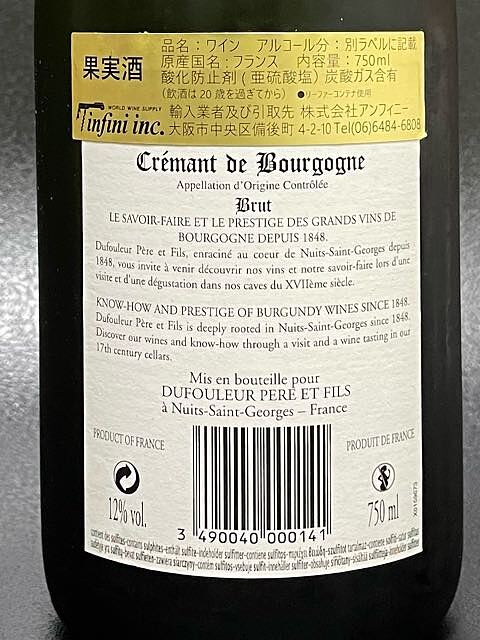 果実酒
品名：ワイン アルコール分：別ラベルに記載
原産国名：フランス 内容量：750ml
酸化防止剤（亜硫酸塩）炭酸ガス含有
（飲酒は20歳を過ぎてから） ●リーファーコンテナ使用
WORLD WINE SUPPLY
infini inc.
輸入業者及び引取先 株式会社アンフィニー
大阪市中央区備後町4-2-10 Tel(06)6484-6808
Crémant de Bourgogne
Appellation d'Origine Contrôlée
Brut
LE SAVOIR-FAIRE ET LE PRESTIGE DES GRANDS VINS DE
BOURGOGNE DEPUIS 1848.
Dufouleur Père et Fils, enraciné au coeur de Nuits-Saint-Georges depuis
1848, vous invite à venir découvrir nos vins et notre savoir-faire lors d'une
visite et d'une dégustation dans nos caves du XVIIème siècle.
KNOW-HOW AND PRESTIGE OF BURGUNDY WINES SINCE 1848.
Dufouleur Père et Fils is deeply rooted in Nuits-Saint-Georges since 1848.
Discover our wines and know-how through a visit and a wine tasting in our
17th century cellars.
Mis en bouteille pour
DUFOULEUR PERE ET FILS
à Nuits-Saint-Georges – France
PRODUCT OF FRANCE
PRODUIT DE FRANCE
12% vol.
750 ml
X0159673
3 490040 000141